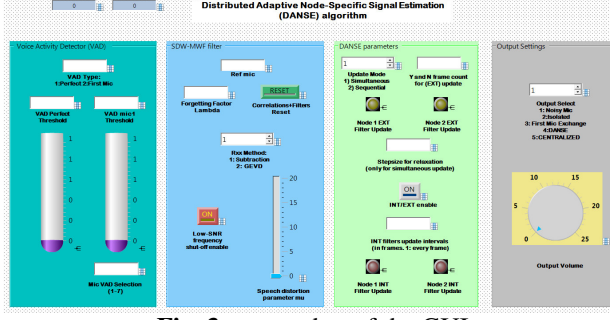 0 0
Distributed Adaptive Node-Specific Signal Estimation
(DANSE) algorithm
Voice Activity Detector (VAD)
VAD Type:
1:Perfect 2:First Mic
VAD Perfect
Threshold
VAD mic1
Threshold
1 1
1 1
1 1
0 0
0 0
0 0
Mic VAD Selection
(1-7)
SDW-MWF filter
Ref mic
RESET
Forgetting Factor
Lambda
Correlations+Filters
Reset
1
Rxx Method:
1: Subtraction
2: GEVD
ON
Low-SNR
frequency
shut-off enable
20
15
10
5
0
Speech distortion
parameter mu
DANSE parameters
1
Update Mode
1) Simultaneous
2) Sequential
Y and N frame count
for (EXT) update
Node 1 EXT
Filter Update
Node 2 EXT
Filter Update
Stepsize for relaxation
(only for simultaneous update)
ON
INT/EXT enable
INT filters update intervals
(in frames. 1: every frame)
Node 1 INT
Filter Update
Node 2 INT
Filter Update
Output Settings
1
Output Select
1: Noisy Mic
2:Isolated
3: First Mic Exchange
4:DANSE
5:CENTRALIZED
10 15
5 20
0 25
Output Volume